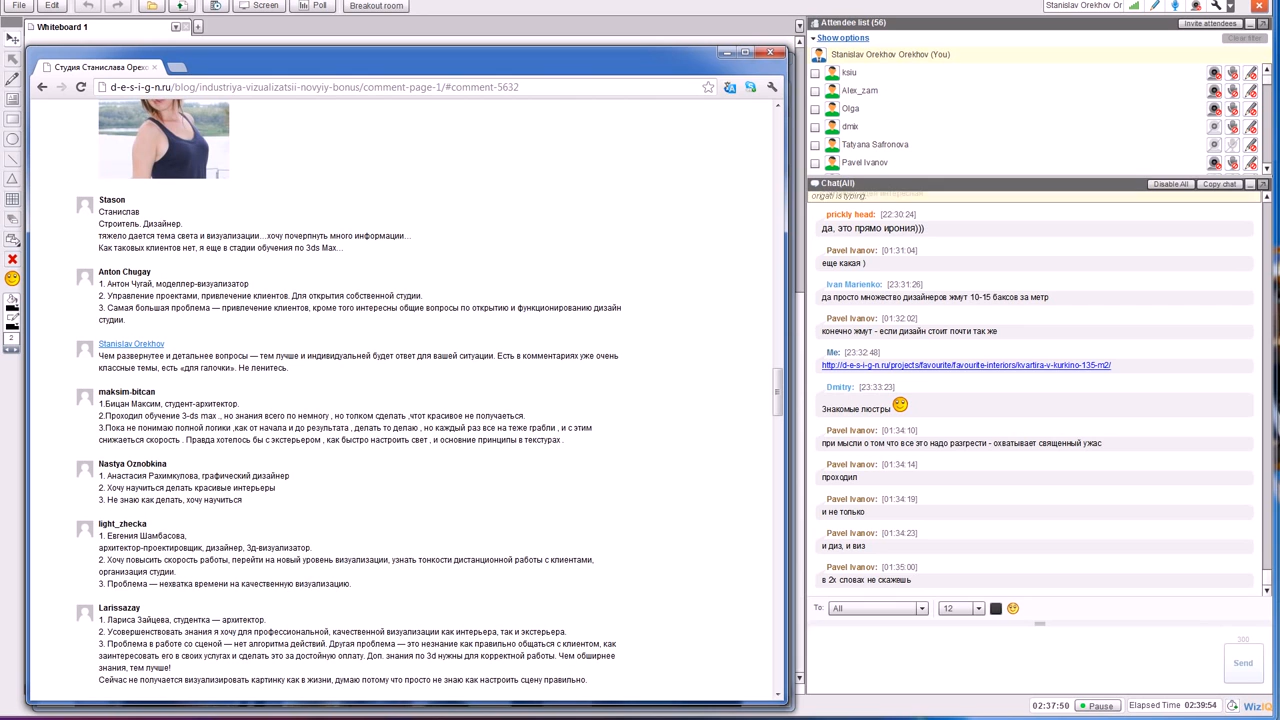 File
Edit
Screen
Poll
Breakout room
Stanislav Orekhov Or
Whiteboard 1
Студия Станислава Орехо
d-e-s-i-g-n.ru/blog/industriya-vizualizatsii-novyiy-bonus/comment-page-1/#comment-5632
Stason
Станислав
Строитель. Дизайнер.
тяжело дается тема света и визуализации…хочу почерпнуть много информации…
Как таковых клиентов нет, я еще в стадии обучения по 3ds Max…
Anton Chugay
1. Антон Чугай, моделлер-визуализатор
2. Управление проектами, привлечение клиентов. Для открытия собственной студии.
3. Самая большая проблема — привлечение клиентов, кроме того интересны общие вопросы по открытию и функционированию дизайн
студии.
Stanislav Orekhov
Чем развернутее и детальнее вопросы — тем лучше и индивидуальней будет ответ для вашей ситуации. Есть в комментариях уже очень
классные темы, есть «для галочки». Не ленитесь.
maksim-bitcan
1.Бицан Максим, студент-архитектор.
2.Проходил обучение 3-ds max ., но знания всего по немногу , но толком сделать ,чтот красивое не получаеться.
3.Пока не понимаю полной логики ,как от начала и до результата , делать то делаю , но каждый раз все на теже грабли , и с этим
снижаеться скорость . Правда хотелось бы с экстерьером , как быстро настроить свет , и основние принципы в текстурах .
Nastya Oznobkina
1. Анастасия Рахимкулова, графический дизайнер
2. Хочу научиться делать красивые интерьеры
3. Не знаю как делать, хочу научиться
light_zhecka
1. Евгения Шамбасова,
архитектор-проектировщик, дизайнер, 3д-визуализатор.
2. Хочу повысить скорость работы, перейти на новый уровень визуализации, узнать тонкости дистанционной работы с клиентами,
организация студии.
3. Проблема — нехватка времени на качественную визуализацию.
Larissazay
1. Лариса Зайцева, студентка — архитектор.
2. Усовершенствовать знания я хочу для профессиональной, качественной визуализации как интерьера, так и экстерьера.
3. Проблема в работе со сценой — нет алгоритма действий. Другая проблема — это незнание как правильно общаться с клиентом, как
заинтересовать его в своих услугах и сделать это за достойную оплату. Доп. знания по 3d нужны для корректной работы. Чем обширнее
знания, тем лучше!
Сейчас не получается визуализировать картинку как в жизни, думаю потому что просто не знаю как настроить сцену правильно.
2
Attendee list (56)
Invite attendees
Show options
Clear filter
Stanislav Orekhov Orekhov (You)
ksiu
Alex_zam
Olga
dmix
Tatyana Safronova
Pavel Ivanov
Chat(All)
Disable All
Copy chat
ongati is typing
prickly head: [22:30:24]
да, это прямо ирония)))
Pavel Ivanov: [01:31:04]
еще какая )
Ivan Marienko: [23:31:26]
да просто множество дизайнеров жмут 10-15 баксов за метр
Pavel Ivanov: [01:32:02]
конечно жмут - если дизайн стоит почти так же
Me: [23:32:48]
http://d-e-s-i-g-n.ru/projects/favourite/favourite-interiors/kvartira-v-kurkino-135-m2/
Dmitry: [23:33:23]
Знакомые люстры
Pavel Ivanov: [01:34:10]
при мысли о том что все это надо разгрести - охватывает священный ужас
Pavel Ivanov: [01:34:14]
проходил
Pavel Ivanov: [01:34:19]
и не только
Pavel Ivanov: [01:34:23]
и диз, и виз
Pavel Ivanov: [01:35:00]
в 2х словах не скажешь
To: All 12
300
Send
02:37:50 Pause Elapsed Time 02:39:54 WizIQ